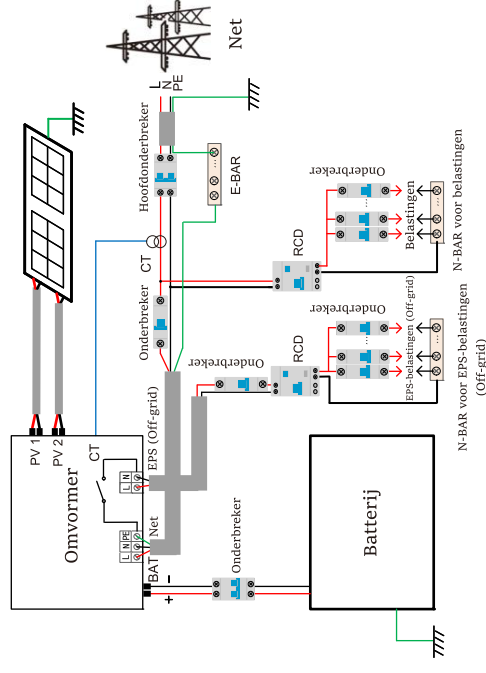 Net
L
N
PE
Hoofdonderbreker
E-BAR
CT
Onderbreker
RCD
Onderbreker
Belastingen
N-BAR voor belastingen
Onderbreker
RCD
Onderbreker
EPS-belastingen (Off-grid)
N-BAR voor EPS-belastingen
(Off-grid)
PV 1
PV 2
CT
Omvormer
L N
EPS (Off-grid)
L N PE
Net
BAT
+ −
Onderbreker
Batterij